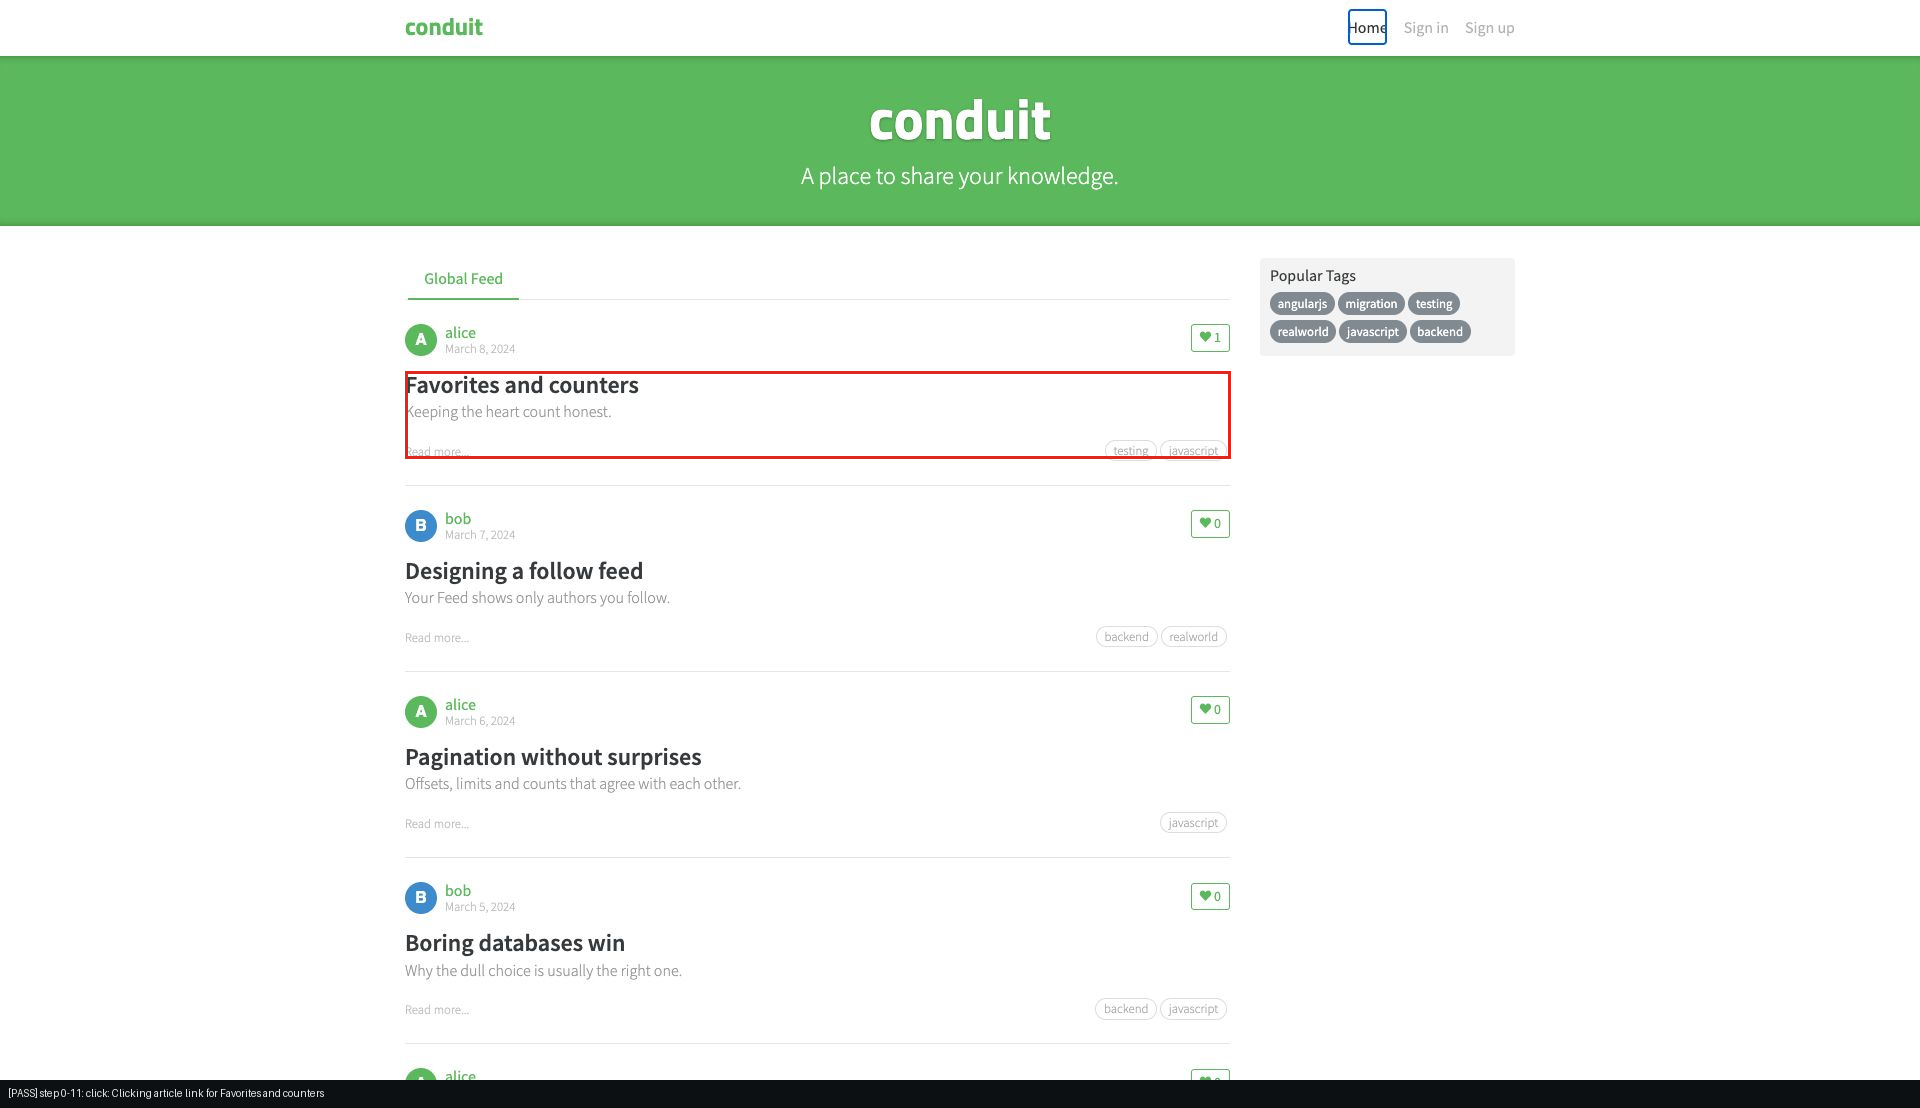 conduit
Home Sign in Sign up
conduit
A place to share your knowledge.
Global Feed
Popular Tags
angularjs migration testing
realworld javascript backend
A alice
March 8, 2024
1
Favorites and counters
Keeping the heart count honest.
Read more...
testing javascript
B bob
March 7, 2024
0
Designing a follow feed
Your Feed shows only authors you follow.
Read more...
backend realworld
A alice
March 6, 2024
0
Pagination without surprises
Offsets, limits and counts that agree with each other.
Read more...
javascript
B bob
March 5, 2024
0
Boring databases win
Why the dull choice is usually the right one.
Read more...
backend javascript
alice
[PASS] step 0-11: click: Clicking article link for Favorites and counters